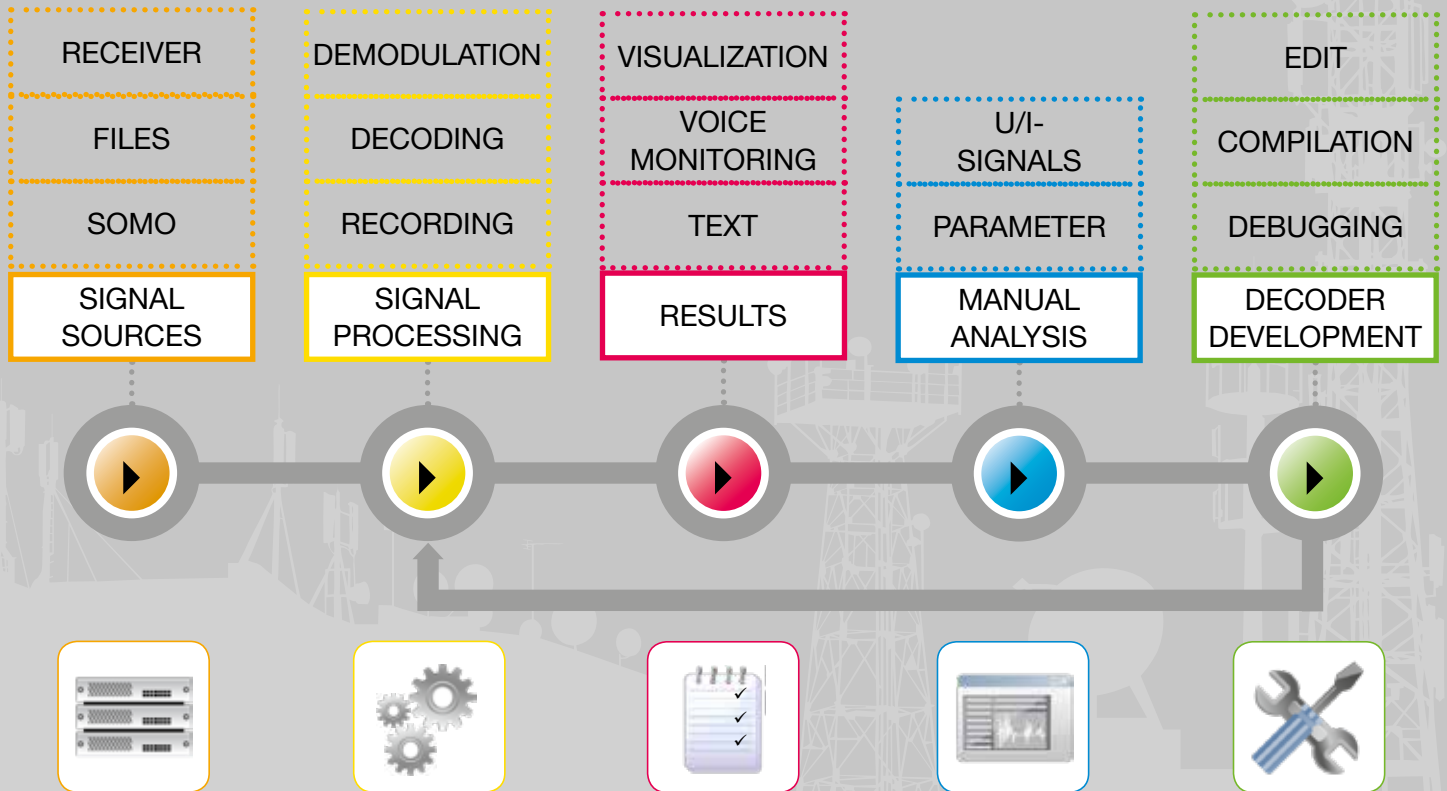 RECEIVER
FILES
SOMO
SIGNAL
SOURCES
DEMODULATION
DECODING
RECORDING
SIGNAL
PROCESSING
VISUALIZATION
VOICE
MONITORING
TEXT
RESULTS
U/I-
SIGNALS
PARAMETER
MANUAL
ANALYSIS
EDIT
COMPILATION
DEBUGGING
DECODER
DEVELOPMENT